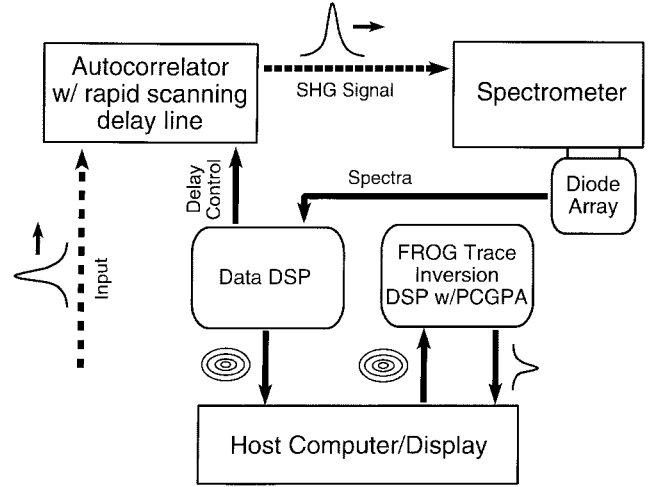 Autocorrelator
w/ rapid scanning
delay line
SHG Signal
Spectrometer
Diode
Array
Spectra
Delay
Control
Input
Data DSP
FROG Trace
Inversion
DSP w/PCGPA
Host Computer/Display